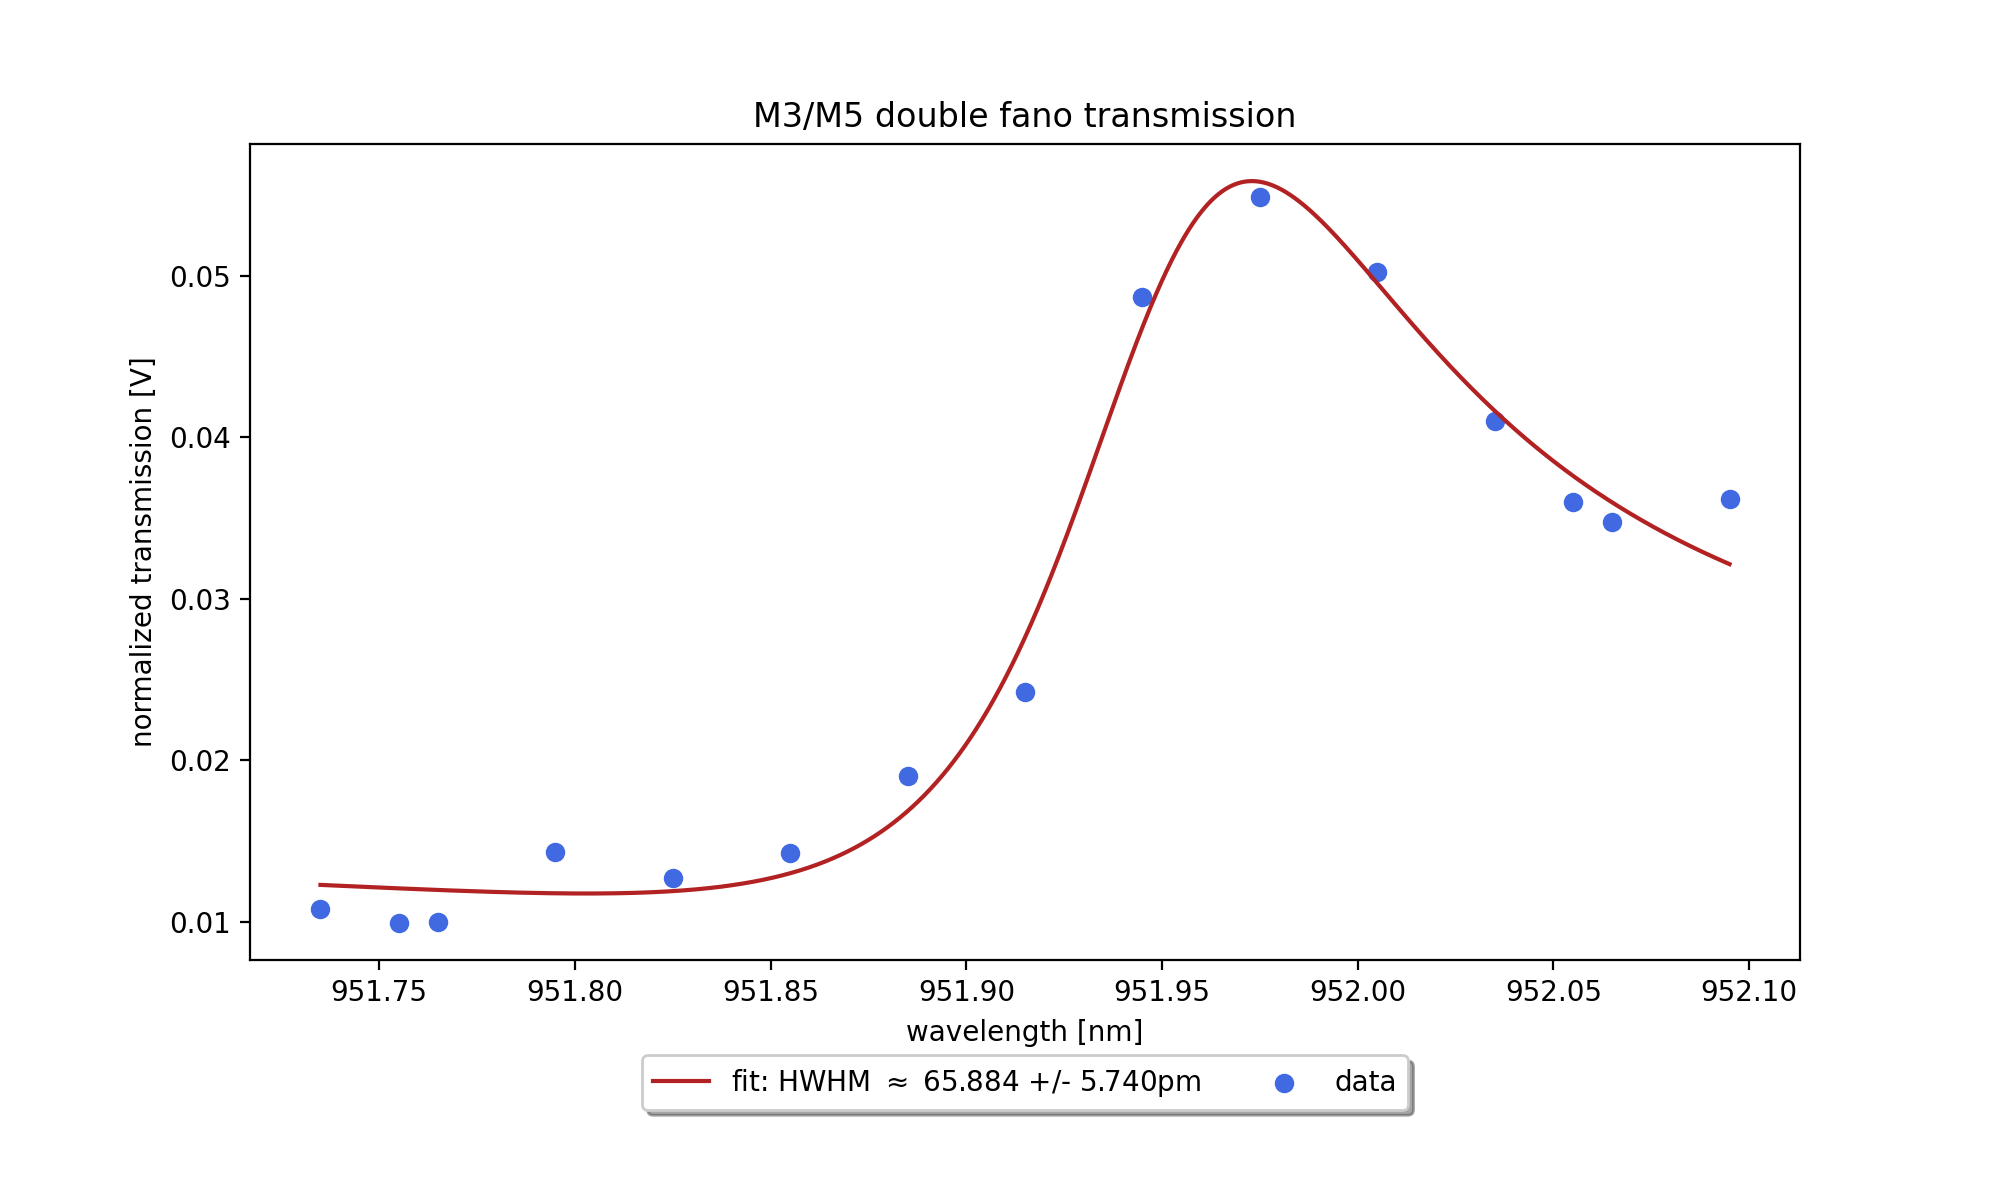 M3/M5 double fano transmission
normalized transmission [V]
0.05
0.04
0.03
0.02
0.01
951.75 951.80 951.85 951.90 951.95 952.00 952.05 952.10
wavelength [nm]
fit: HWHM ≈ 65.884 +/- 5.740pm data